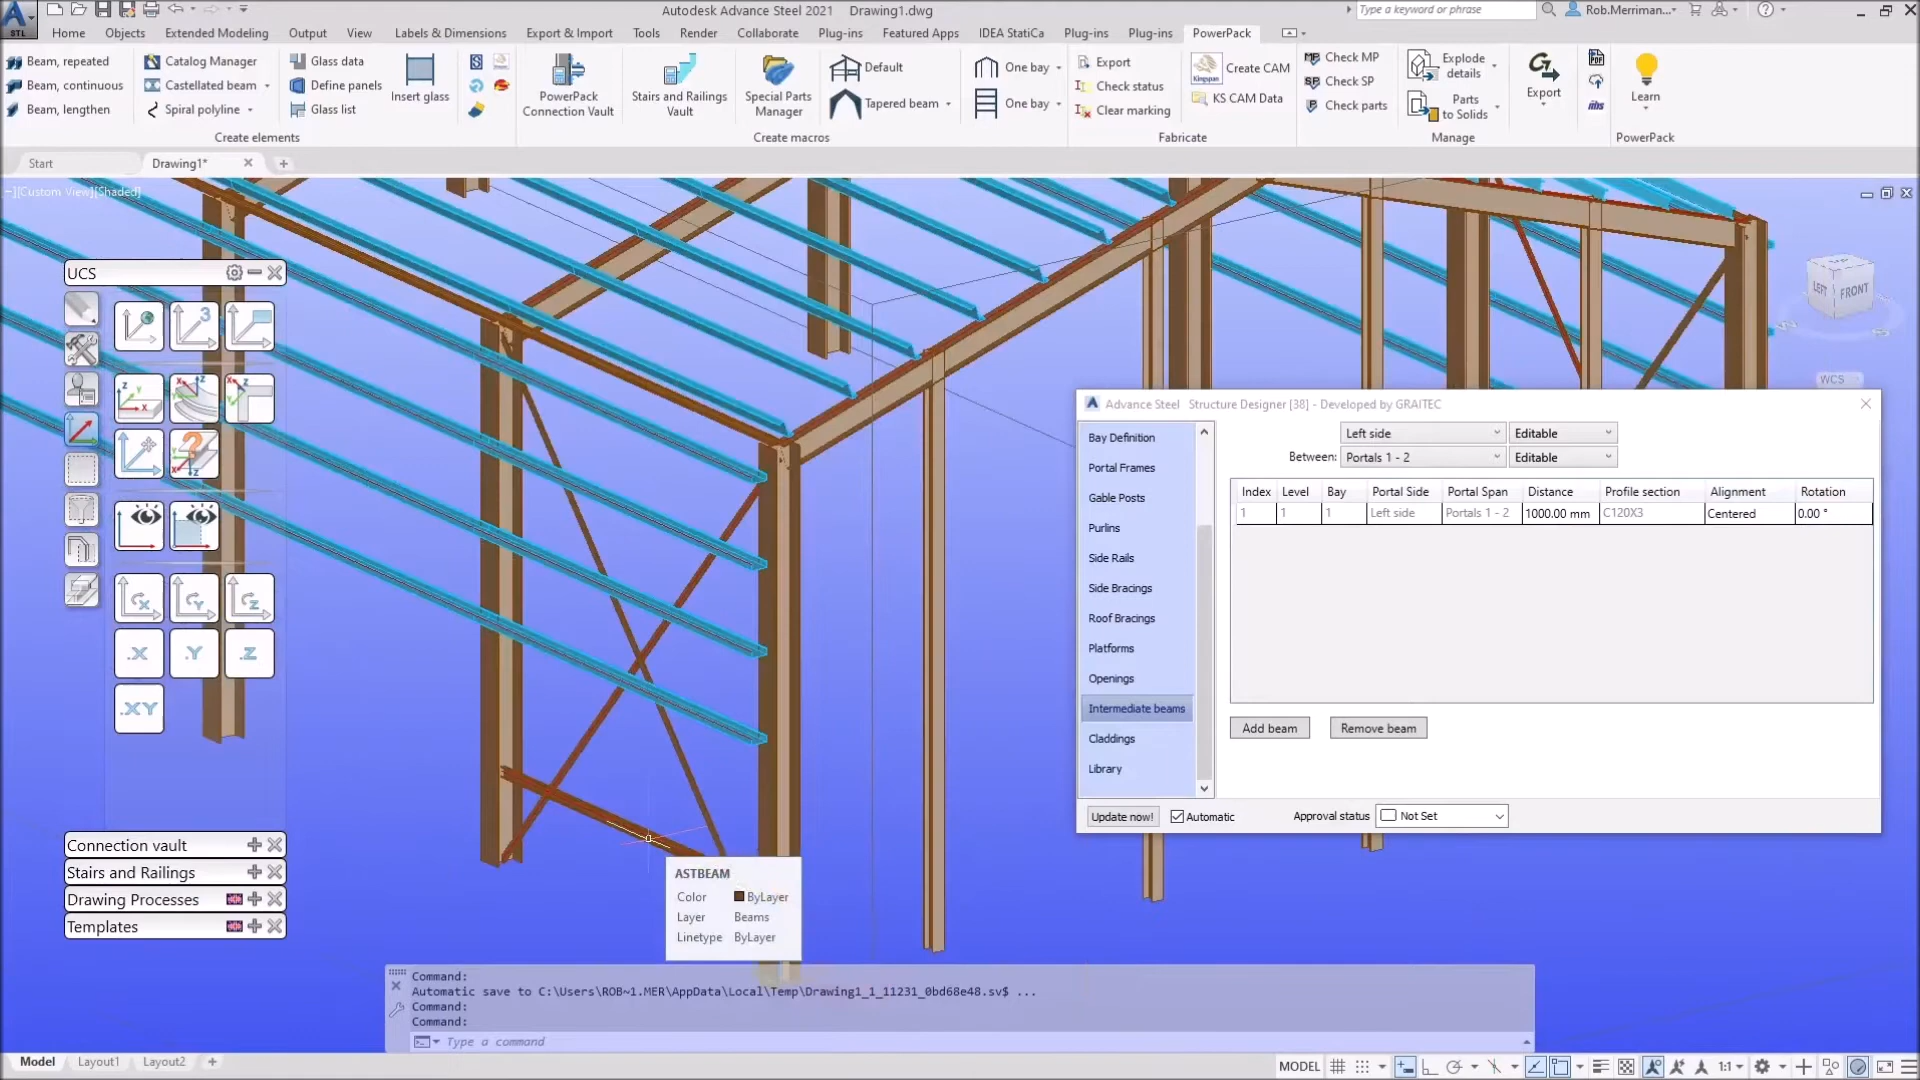 Autodesk Advance Steel 2021 Drawing1.dwg
Type a keyword or phrase
Rob.Merriman...
STL
Home Objects Extended Modeling Output View Labels & Dimensions Export & Import Tools Render Collaborate Plug-ins Featured Apps IDEA StatiCa Plug-ins Plug-ins PowerPack
Beam, repeated
Beam, continuous
Beam, lengthen
Catalog Manager
Castellated beam
Spiral polyline
Glass data
Define panels
Glass list
Insert glass
Create elements
PowerPack
Connection Vault
Stairs and Railings
Vault
Special Parts
Manager
Default
Tapered beam
One bay
One bay
Create macros
Export
Check status
Clear marking
Kingspan
Create CAM
KS CAM Data
Fabricate
Check MP
Check SP
Check parts
Explode
details
Parts
to Solids
Manage
Export
PDF
Learn
PowerPack
Start
Drawing1*
[Custom View][Shaded]
UCS
LEFT FRONT
WCS
Advance Steel Structure Designer [38] - Developed by GRAITEC
Bay Definition
Portal Frames
Gable Posts
Purlins
Side Rails
Side Bracings
Roof Bracings
Platforms
Openings
Intermediate beams
Claddings
Library
Left side
Editable
Between:
Portals 1 - 2
Editable
Index Level Bay Portal Side Portal Span Distance Profile section Alignment Rotation
1 1 1 Left side Portals 1 - 2 1000.00 mm C120X3 Centered 0.00 °
Add beam
Remove beam
Update now!
Automatic
Approval status
Not Set
.X
.Y
.Z
.XY
Connection vault
Stairs and Railings
Drawing Processes
Templates
ASTBEAM
Color ByLayer
Layer Beams
Linetype ByLayer
Command:
Automatic save to C:\Users\ROB~1.MER\AppData\Local\Temp\Drawing1_1_11231_0bd68e48.sv$ ...
Command:
Command:
Type a command
Model Layout1 Layout2
MODEL
1:1